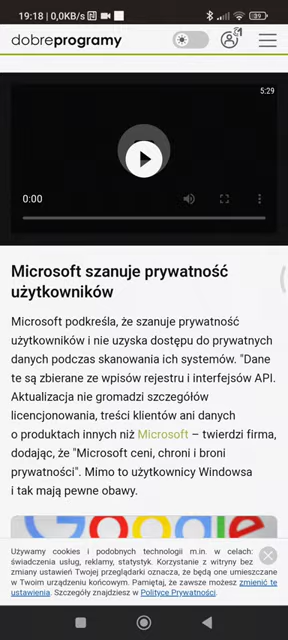 19:18 | 0,0KB/s
89
dobreprogramy
5:29
0:00
Microsoft szanuje prywatność
użytkowników
Microsoft podkreśla, że szanuje prywatność
użytkowników i nie uzyska dostępu do prywatnych
danych podczas skanowania ich systemów. "Dane
te są zbierane ze wpisów rejestru i interfejsów API.
Aktualizacja nie gromadzi szczegółów
licencjonowania, treści klientów ani danych
o produktach innych niż Microsoft – twierdzi firma,
dodając, że "Microsoft ceni, chroni i broni
prywatności". Mimo to użytkownicy Windowsa
i tak mają pewne obawy.
Google
Używamy cookies i podobnych technologii m.in. w celach:
świadczenia usług, reklamy, statystyk. Korzystanie z witryny bez
zmiany ustawień Twojej przeglądarki oznacza, że będą one umieszczane
w Twoim urządzeniu końcowym. Pamiętaj, że zawsze możesz zmienić te
ustawienia. Szczegóły znajdziesz w Polityce Prywatności.